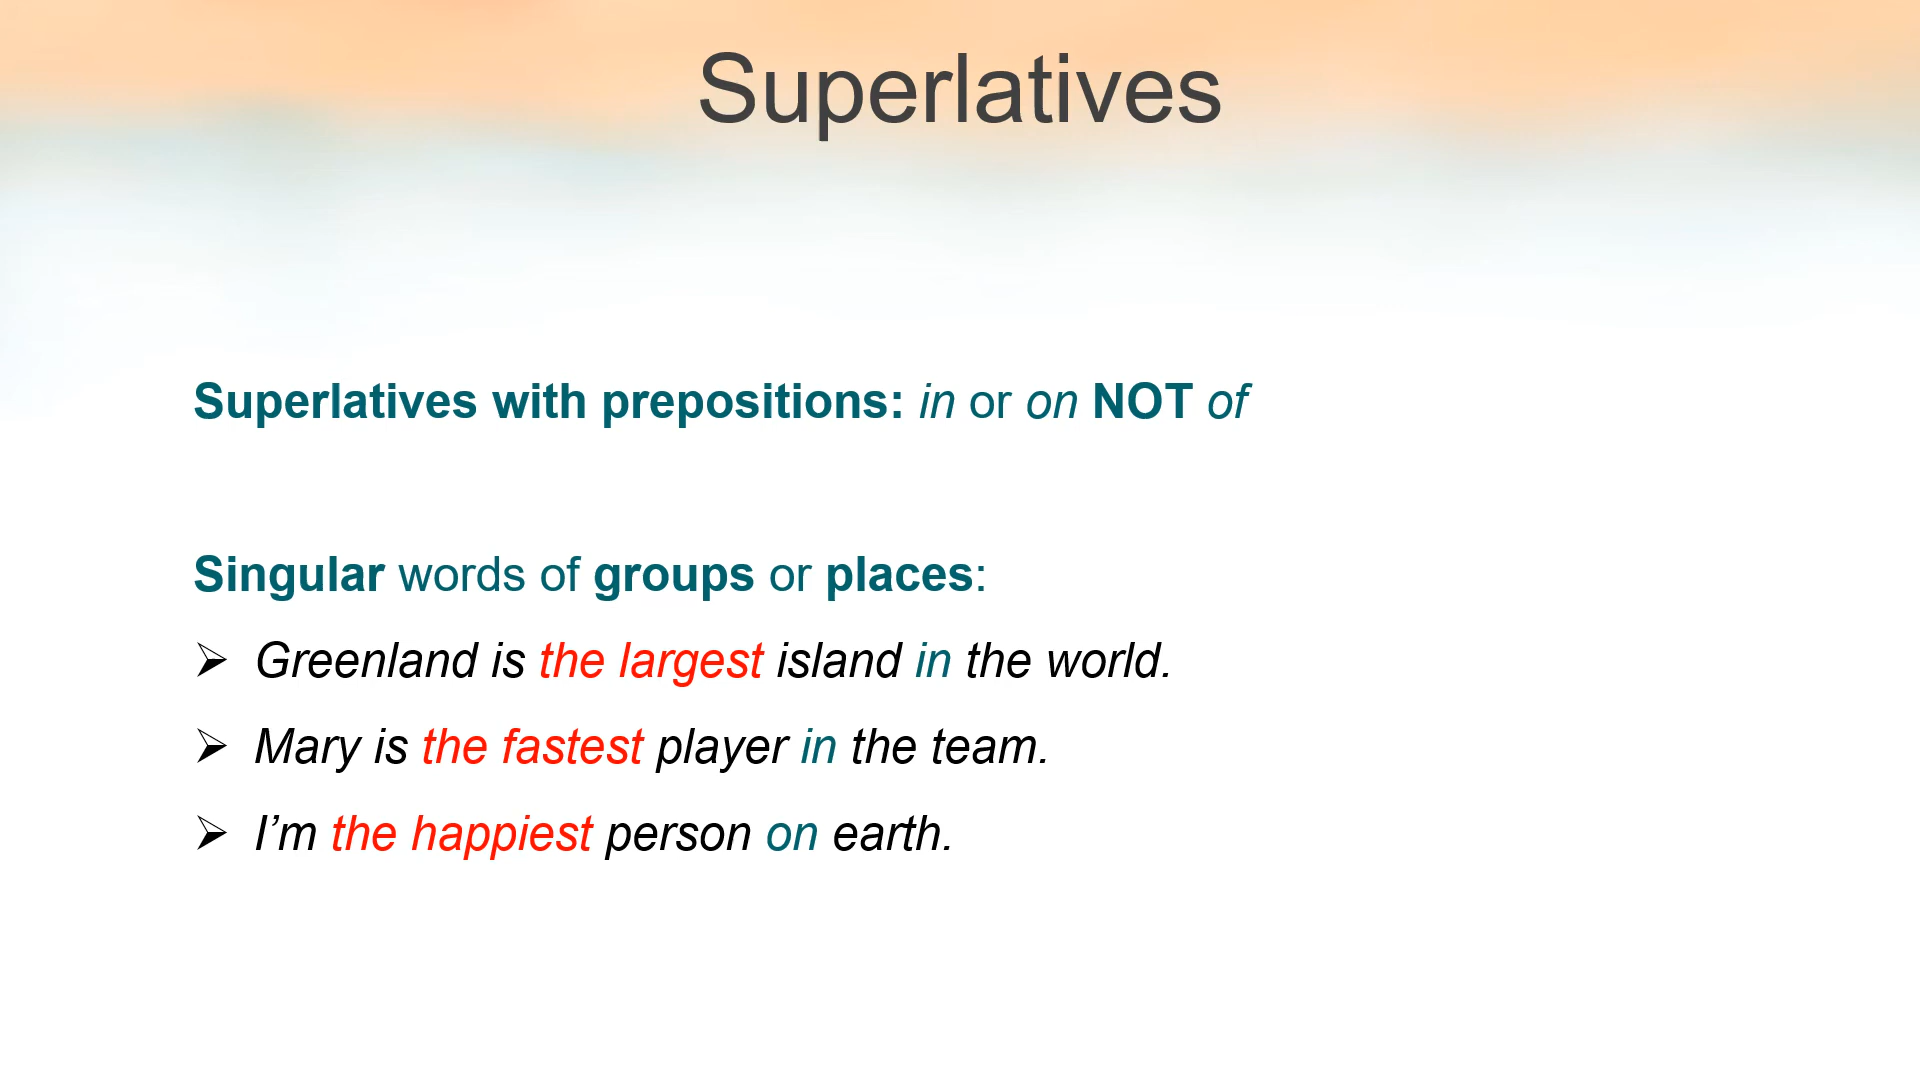 Superlatives
Superlatives with prepositions: in or on NOT of
Singular words of groups or places:
➢ Greenland is the largest island in the world.
➢ Mary is the fastest player in the team.
➢ I’m the happiest person on earth.